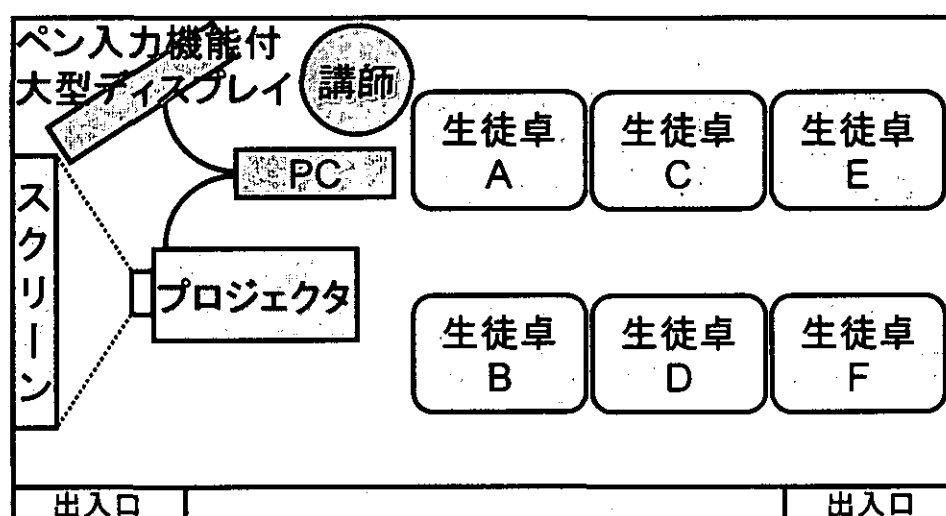 ペン入力機能付
大型ディスプレイ
講師
PC
スクリーン
プロジェクタ
生徒卓
A
生徒卓
C
生徒卓
E
生徒卓
B
生徒卓
D
生徒卓
F
出入口
出入口